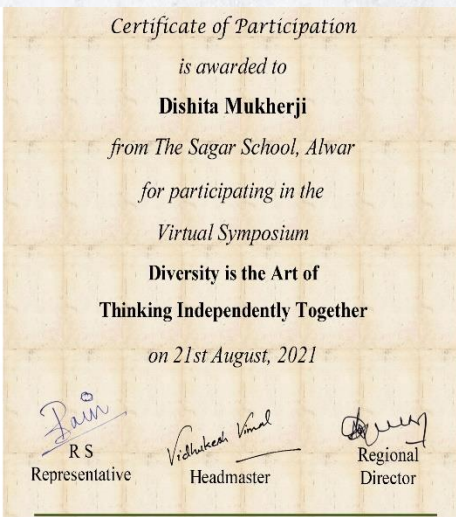 Certificate of Participation
is awarded to
Dishita Mukherji
from The Sagar School, Alwar
for participating in the
Virtual Symposium
Diversity is the Art of
Thinking Independently Together
on 21st August, 2021
Vidhukesh Vimal
R S
Representative
Headmaster
Regional
Director